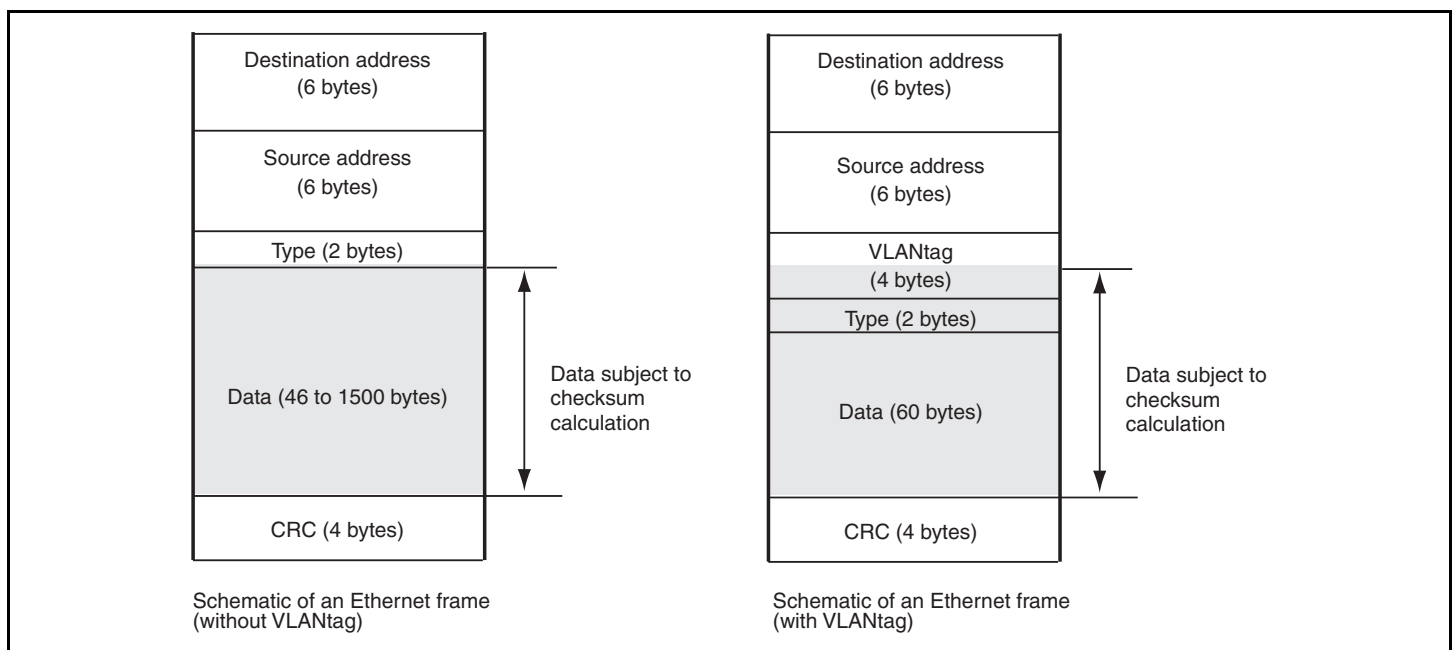 Destination address
(6 bytes)
Source address
(6 bytes)
Type (2 bytes)
Data (46 to 1500 bytes)
CRC (4 bytes)
Data subject to
checksum
calculation
Schematic of an Ethernet frame
(without VLANtag)
Destination address
(6 bytes)
Source address
(6 bytes)
VLANtag
(4 bytes)
Type (2 bytes)
Data (60 bytes)
CRC (4 bytes)
Data subject to
checksum
calculation
Schematic of an Ethernet frame
(with VLANtag)